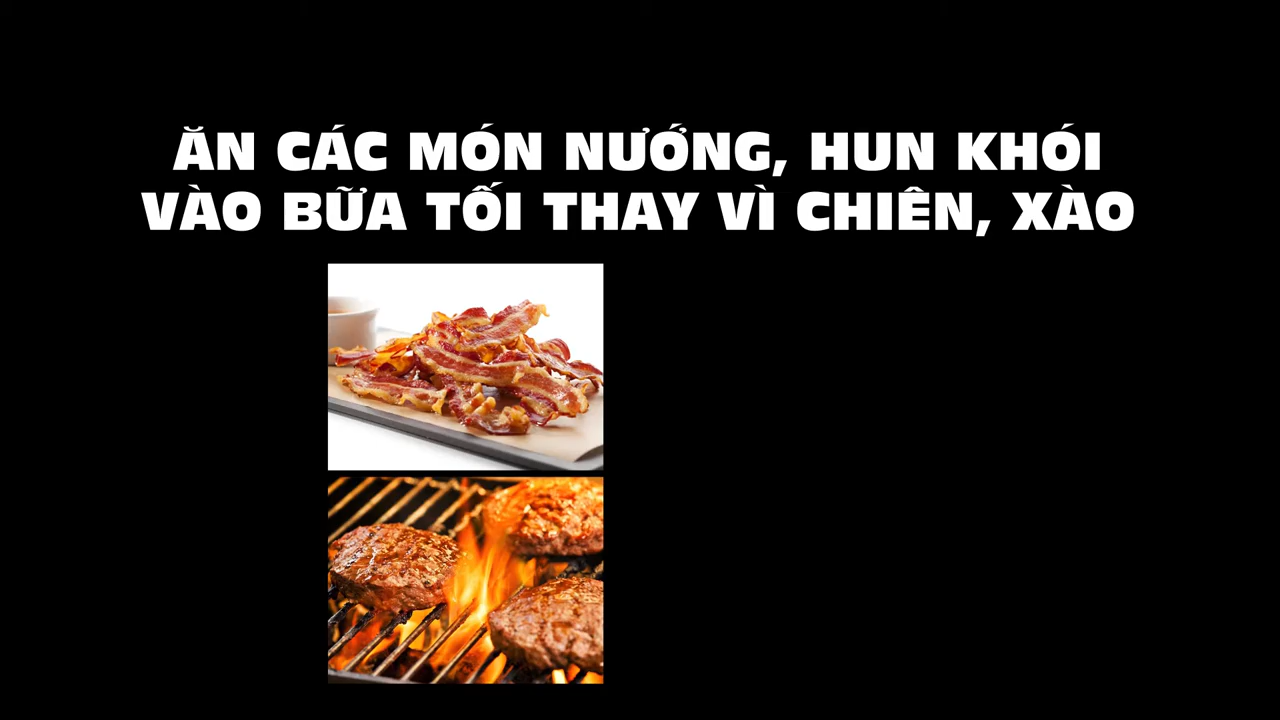 ĂN CÁC MÓN NƯỚNG, HUN KHÓI
VÀO BỮA TỐI THAY VÌ CHIÊN, XÀO